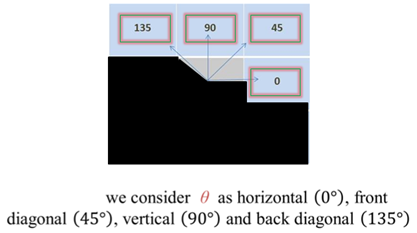 135 90 45
0
we consider θ as horizontal (0°), front
diagonal (45°), vertical (90°) and back diagonal (135°)